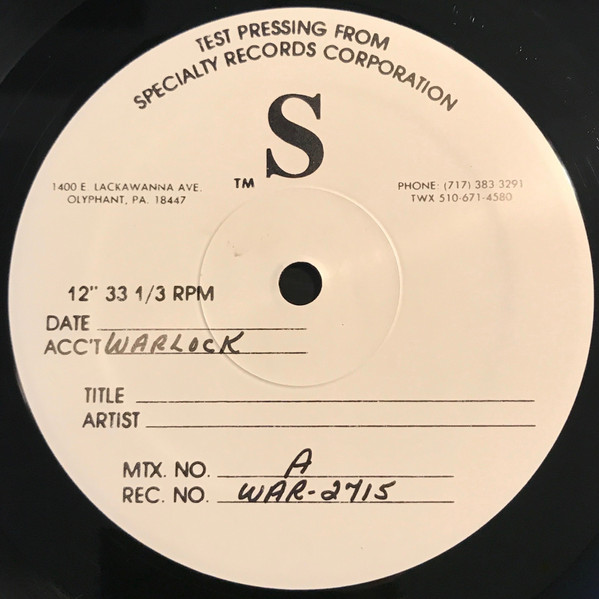 TEST PRESSING FROM
SPECIALTY RECORDS CORPORATION
S
TM
1400 E. LACKAWANNA AVE.
OLYPHANT, PA. 18447
PHONE: (717) 383 3291
TWX 510-671-4580
12" 33 1/3 RPM
DATE
ACC'T WARLOCK
TITLE
ARTIST
MTX. NO. A
REC. NO. WAR-2715